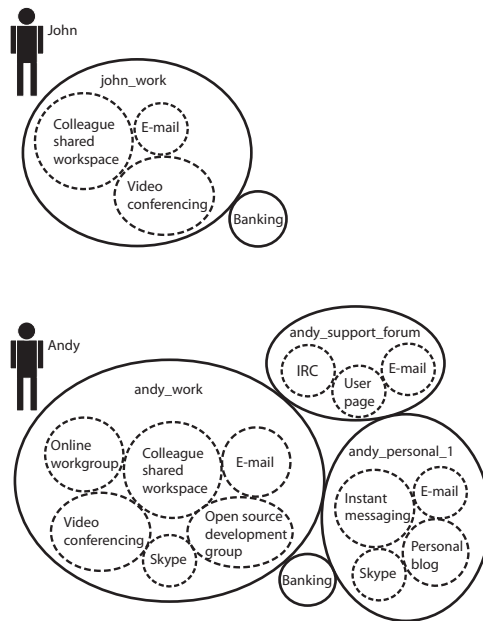 John
john_work
Colleague
shared
workspace
E-mail
Video
conferencing
Banking
Andy
andy_support_forum
IRC
User
page
E-mail
andy_work
Online
workgroup
Colleague
shared
workspace
E-mail
Video
conferencing
Skype
Open source
development
group
Banking
andy_personal_1
Instant
messaging
E-mail
Skype
Personal
blog